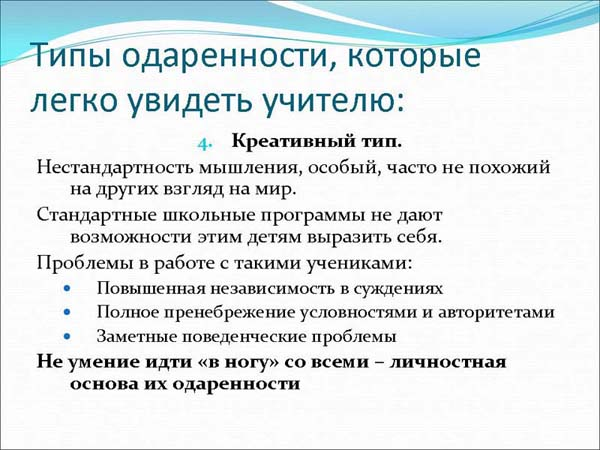 Типы одаренности, которые
легко увидеть учителю:
4. Креативный тип.
Нестандартность мышления, особый, часто не похожий
на других взгляд на мир.
Стандартные школьные программы не дают
возможности этим детям выразить себя.
Проблемы в работе с такими учениками:
• Повышенная независимость в суждениях
• Полное пренебрежение условностями и авторитетами
• Заметные поведенческие проблемы
Не умение идти «в ногу» со всеми – личностная
основа их одаренности